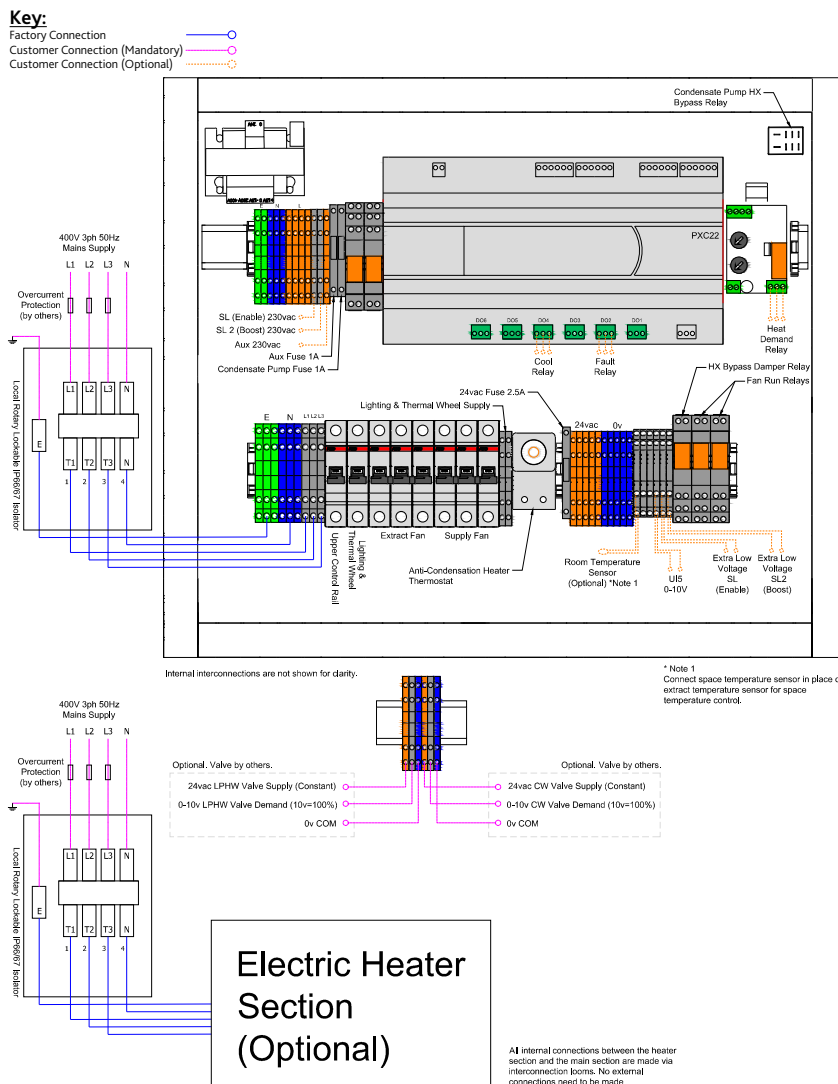 Key:
Factory Connection
Customer Connection (Mandatory)
Customer Connection (Optional)
Condensate Pump HX
Bypass Relay
PXC22
E
N
L
400V 3ph 50Hz
Mains Supply
L1
L2
L3
N
Overcurrent
Protection
(by others)
SL (Enable) 230vac
SL 2 (Boost) 230vac
Aux 230vac
Aux Fuse 1A
Condensate Pump Fuse 1A
DO6
DO5
DO4
DO3
DO2
DO1
Cool
Relay
Fault
Relay
Heat
Demand
Relay
HX Bypass Damper Relay
Fan Run Relays
24vac Fuse 2.5A
Lighting & Thermal Wheel Supply
Local Rotary Lockable IP66/67 Isolator
L1
L2
L3
N
E
T1
T2
T3
N
1
2
3
4
E
N
L1
L2
L3
24vac
0v
Upper Control Rail
Lighting &
Thermal Wheel
Extract Fan
Supply Fan
Anti-Condensation Heater
Thermostat
Room Temperature
Sensor
(Optional) *Note 1
UI5
0-10V
Extra Low
Voltage
SL
(Enable)
Extra Low
Voltage
SL2
(Boost)
Internal interconnections are not shown for clarity.
* Note 1
Connect space temperature sensor in place o
extract temperature sensor for space
temperature control.
400V 3ph 50Hz
Mains Supply
L1
L2
L3
N
Overcurrent
Protection
(by others)
Local Rotary Lockable IP66/67 Isolator
L1
L2
L3
N
E
T1
T2
T3
N
1
2
3
4
Optional. Valve by others.
24vac LPHW Valve Supply (Constant)
0-10v LPHW Valve Demand (10v=100%)
0v COM
Optional. Valve by others.
24vac CW Valve Supply (Constant)
0-10v CW Valve Demand (10v=100%)
0v COM
Electric Heater
Section
(Optional)
All internal connections between the heater
section and the main section are made via
interconnection looms. No external
connections need to be made